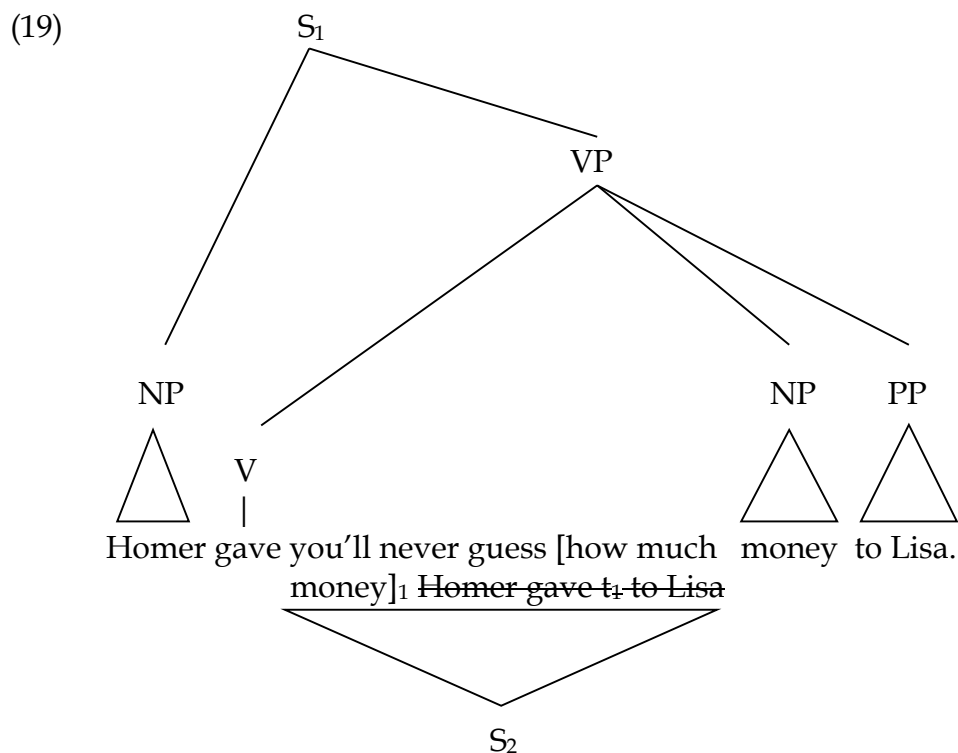 (19)
S₁
VP
NP NP PP
V
Homer gave you'll never guess [how much money to Lisa.
money]₁ Homer gave t₁ to Lisa
S₂